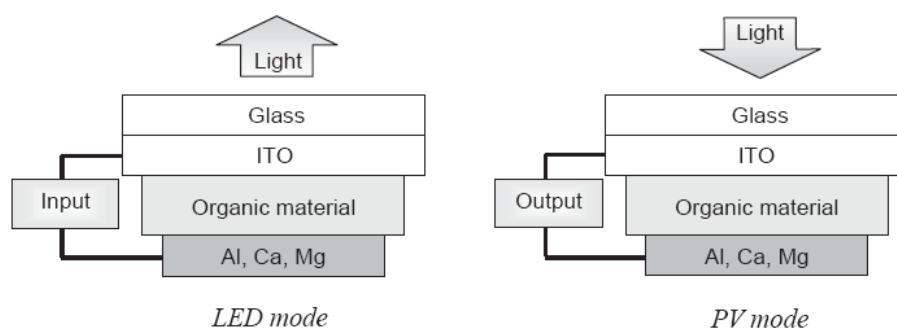 Light
Glass
ITO
Input
Organic material
Al, Ca, Mg
LED mode
Light
Glass
ITO
Output
Organic material
Al, Ca, Mg
PV mode